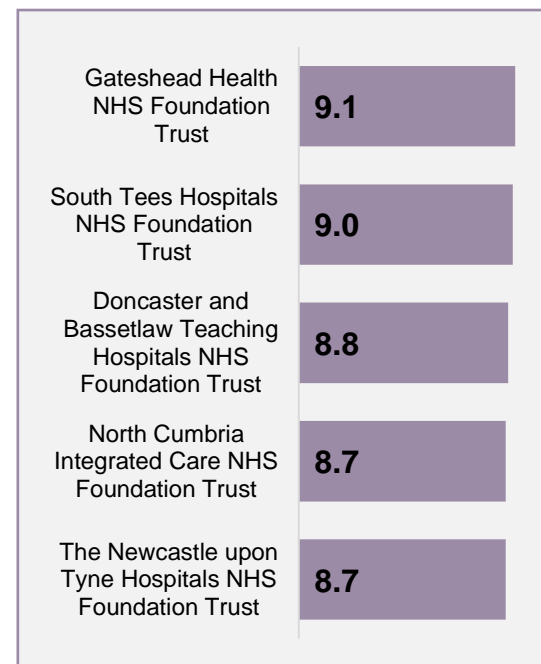 Gateshead Health
NHS Foundation
Trust
9.1
South Tees Hospitals
NHS Foundation
Trust
9.0
Doncaster and
Bassetlaw Teaching
Hospitals NHS
Foundation Trust
8.8
North Cumbria
Integrated Care NHS
Foundation Trust
8.7
The Newcastle upon
Tyne Hospitals NHS
Foundation Trust
8.7